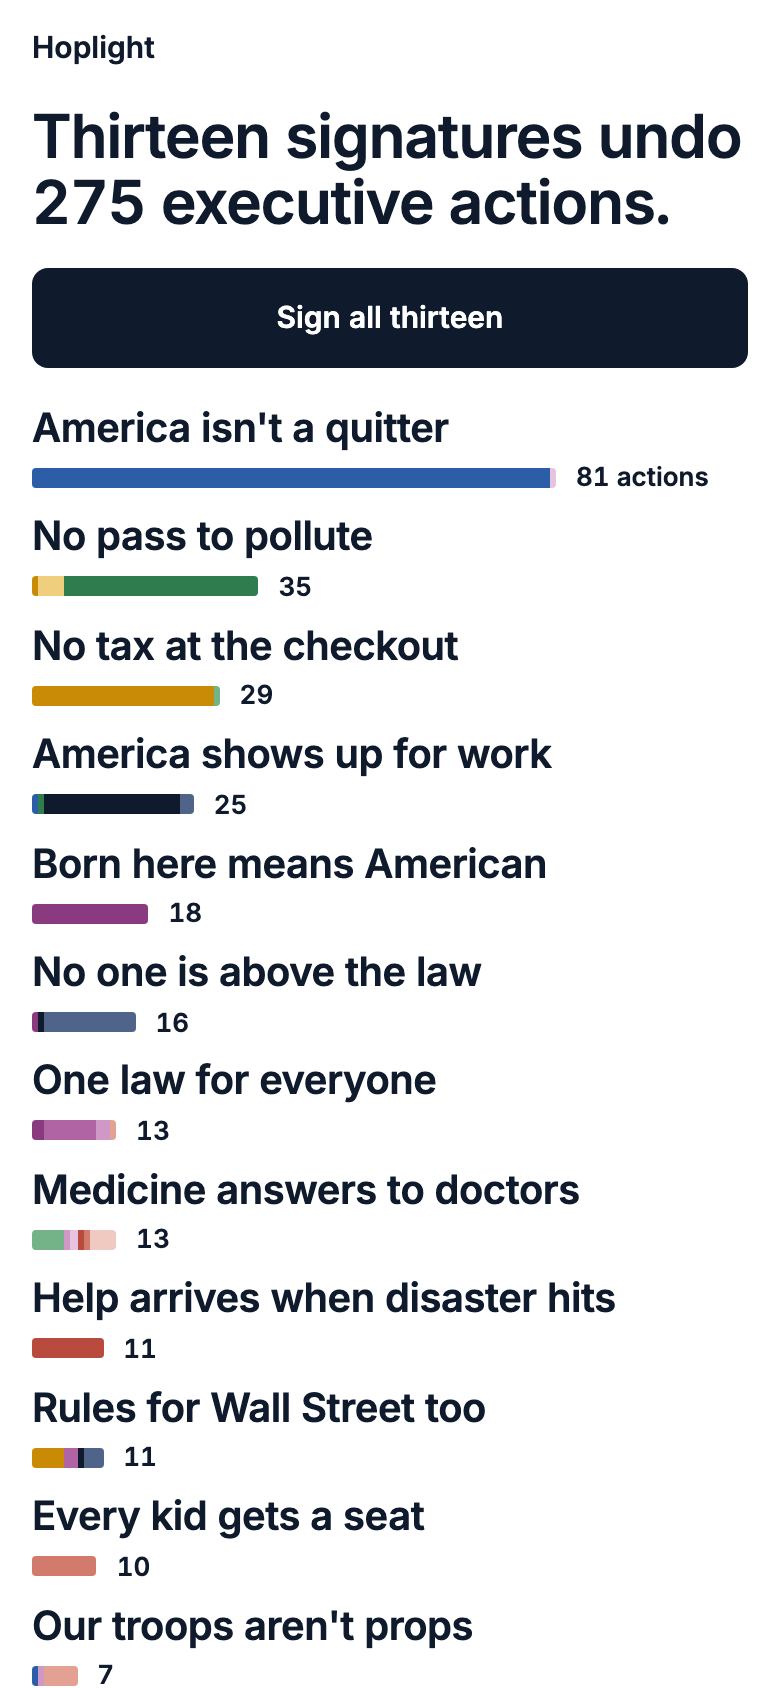 Hoplight
Thirteen signatures undo
275 executive actions.
Sign all thirteen
America isn't a quitter
81 actions
No pass to pollute
35
No tax at the checkout
29
America shows up for work
25
Born here means American
18
No one is above the law
16
One law for everyone
13
Medicine answers to doctors
13
Help arrives when disaster hits
11
Rules for Wall Street too
11
Every kid gets a seat
10
Our troops aren't props
7